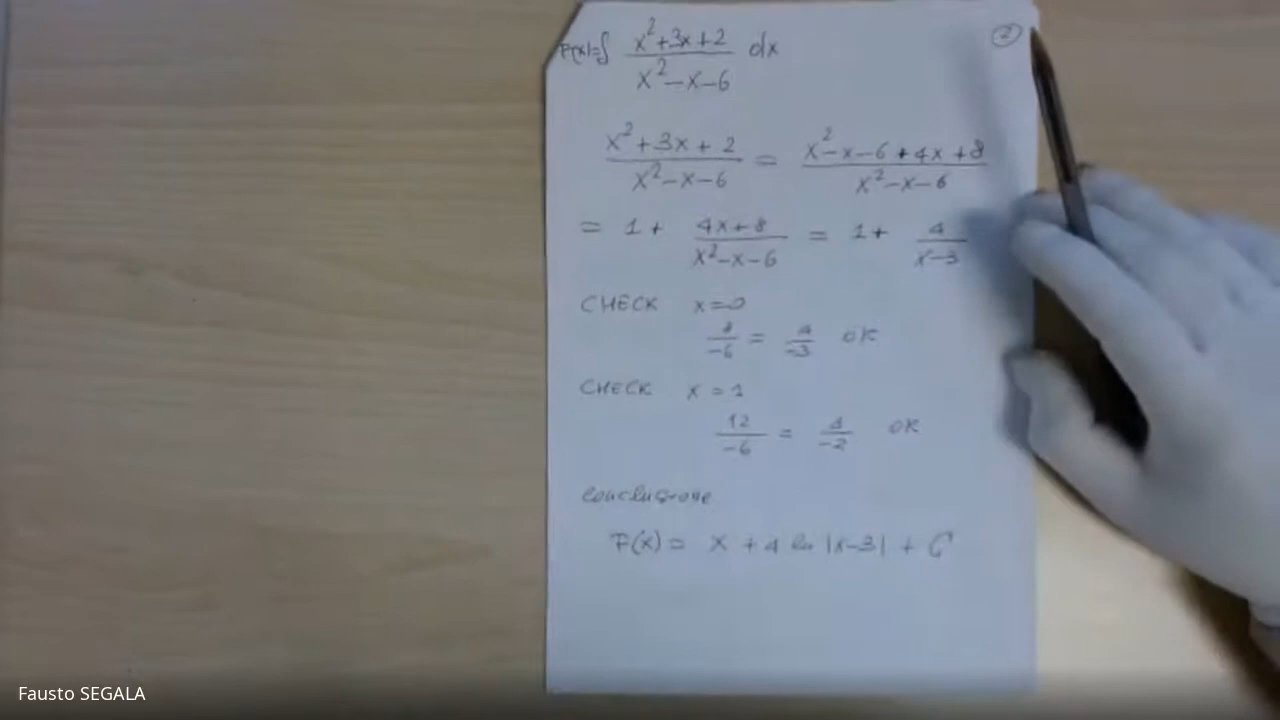 F(x)=∫ (x²+3x+2)/(x²-x-6) dx
2
(x²+3x+2)/(x²-x-6) = (x²-x-6+4x+8)/(x²-x-6)
= 1+ (4x+8)/(x²-x-6) = 1+ 4/(x-3)
CHECK x=0
8/-6 = 4/-3 OK
CHECK x=1
12/-6 = 4/-2 OK
Conclusione
F(x) = x + 4 ln |x-3| + C
Fausto SEGALA